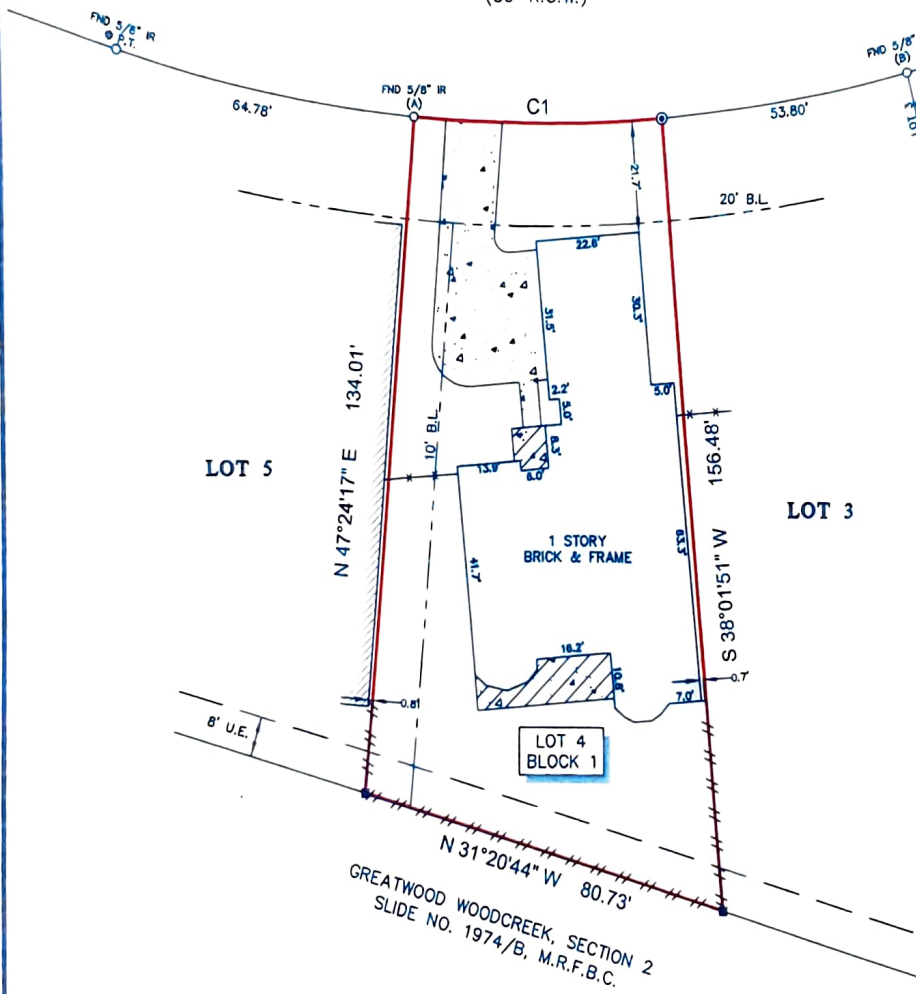 (50' R.O.W.)
FND 5/8" IR
P.T.
FND 5/8" IR
(A)
FND 5/8"
(B)
64.78'
C1
53.80'
21.7'
20' B.L.
22.6'
31.5'
30.5'
2.2'
5.0'
5.0'
8.5'
13.9'
6.0'
10' B.L.
N 47°24'17" E 134.01'
156.48'
S 38°01'51" W
LOT 5
LOT 3
1 STORY
BRICK & FRAME
41.7'
63.3'
16.2'
10.8'
7.0'
0.7'
0.8'
8' U.E.
LOT 4
BLOCK 1
N 31°20'44" W 80.73'
GREATWOOD WOODCREEK, SECTION 2
SLIDE NO. 1974/B, M.R.F.B.C.